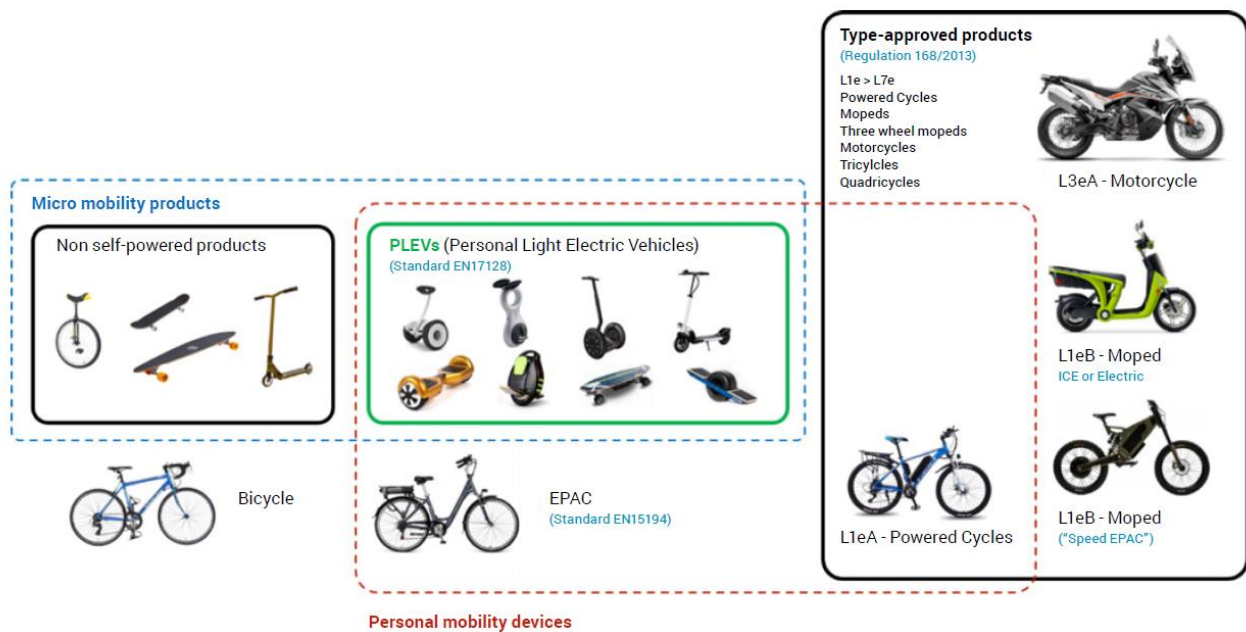 Type-approved products
(Regulation 168/2013)
L1e > L7e
Powered Cycles
Mopeds
Three wheel mopeds
Motorcycles
Tricylcles
Quadricycles
L3eA - Motorcycle
Micro mobility products
Non self-powered products
PLEVs (Personal Light Electric Vehicles)
(Standard EN17128)
L1eB - Moped
ICE or Electric
Bicycle
EPAC
(Standard EN15194)
L1eA - Powered Cycles
L1eB - Moped
("Speed EPAC")
Personal mobility devices